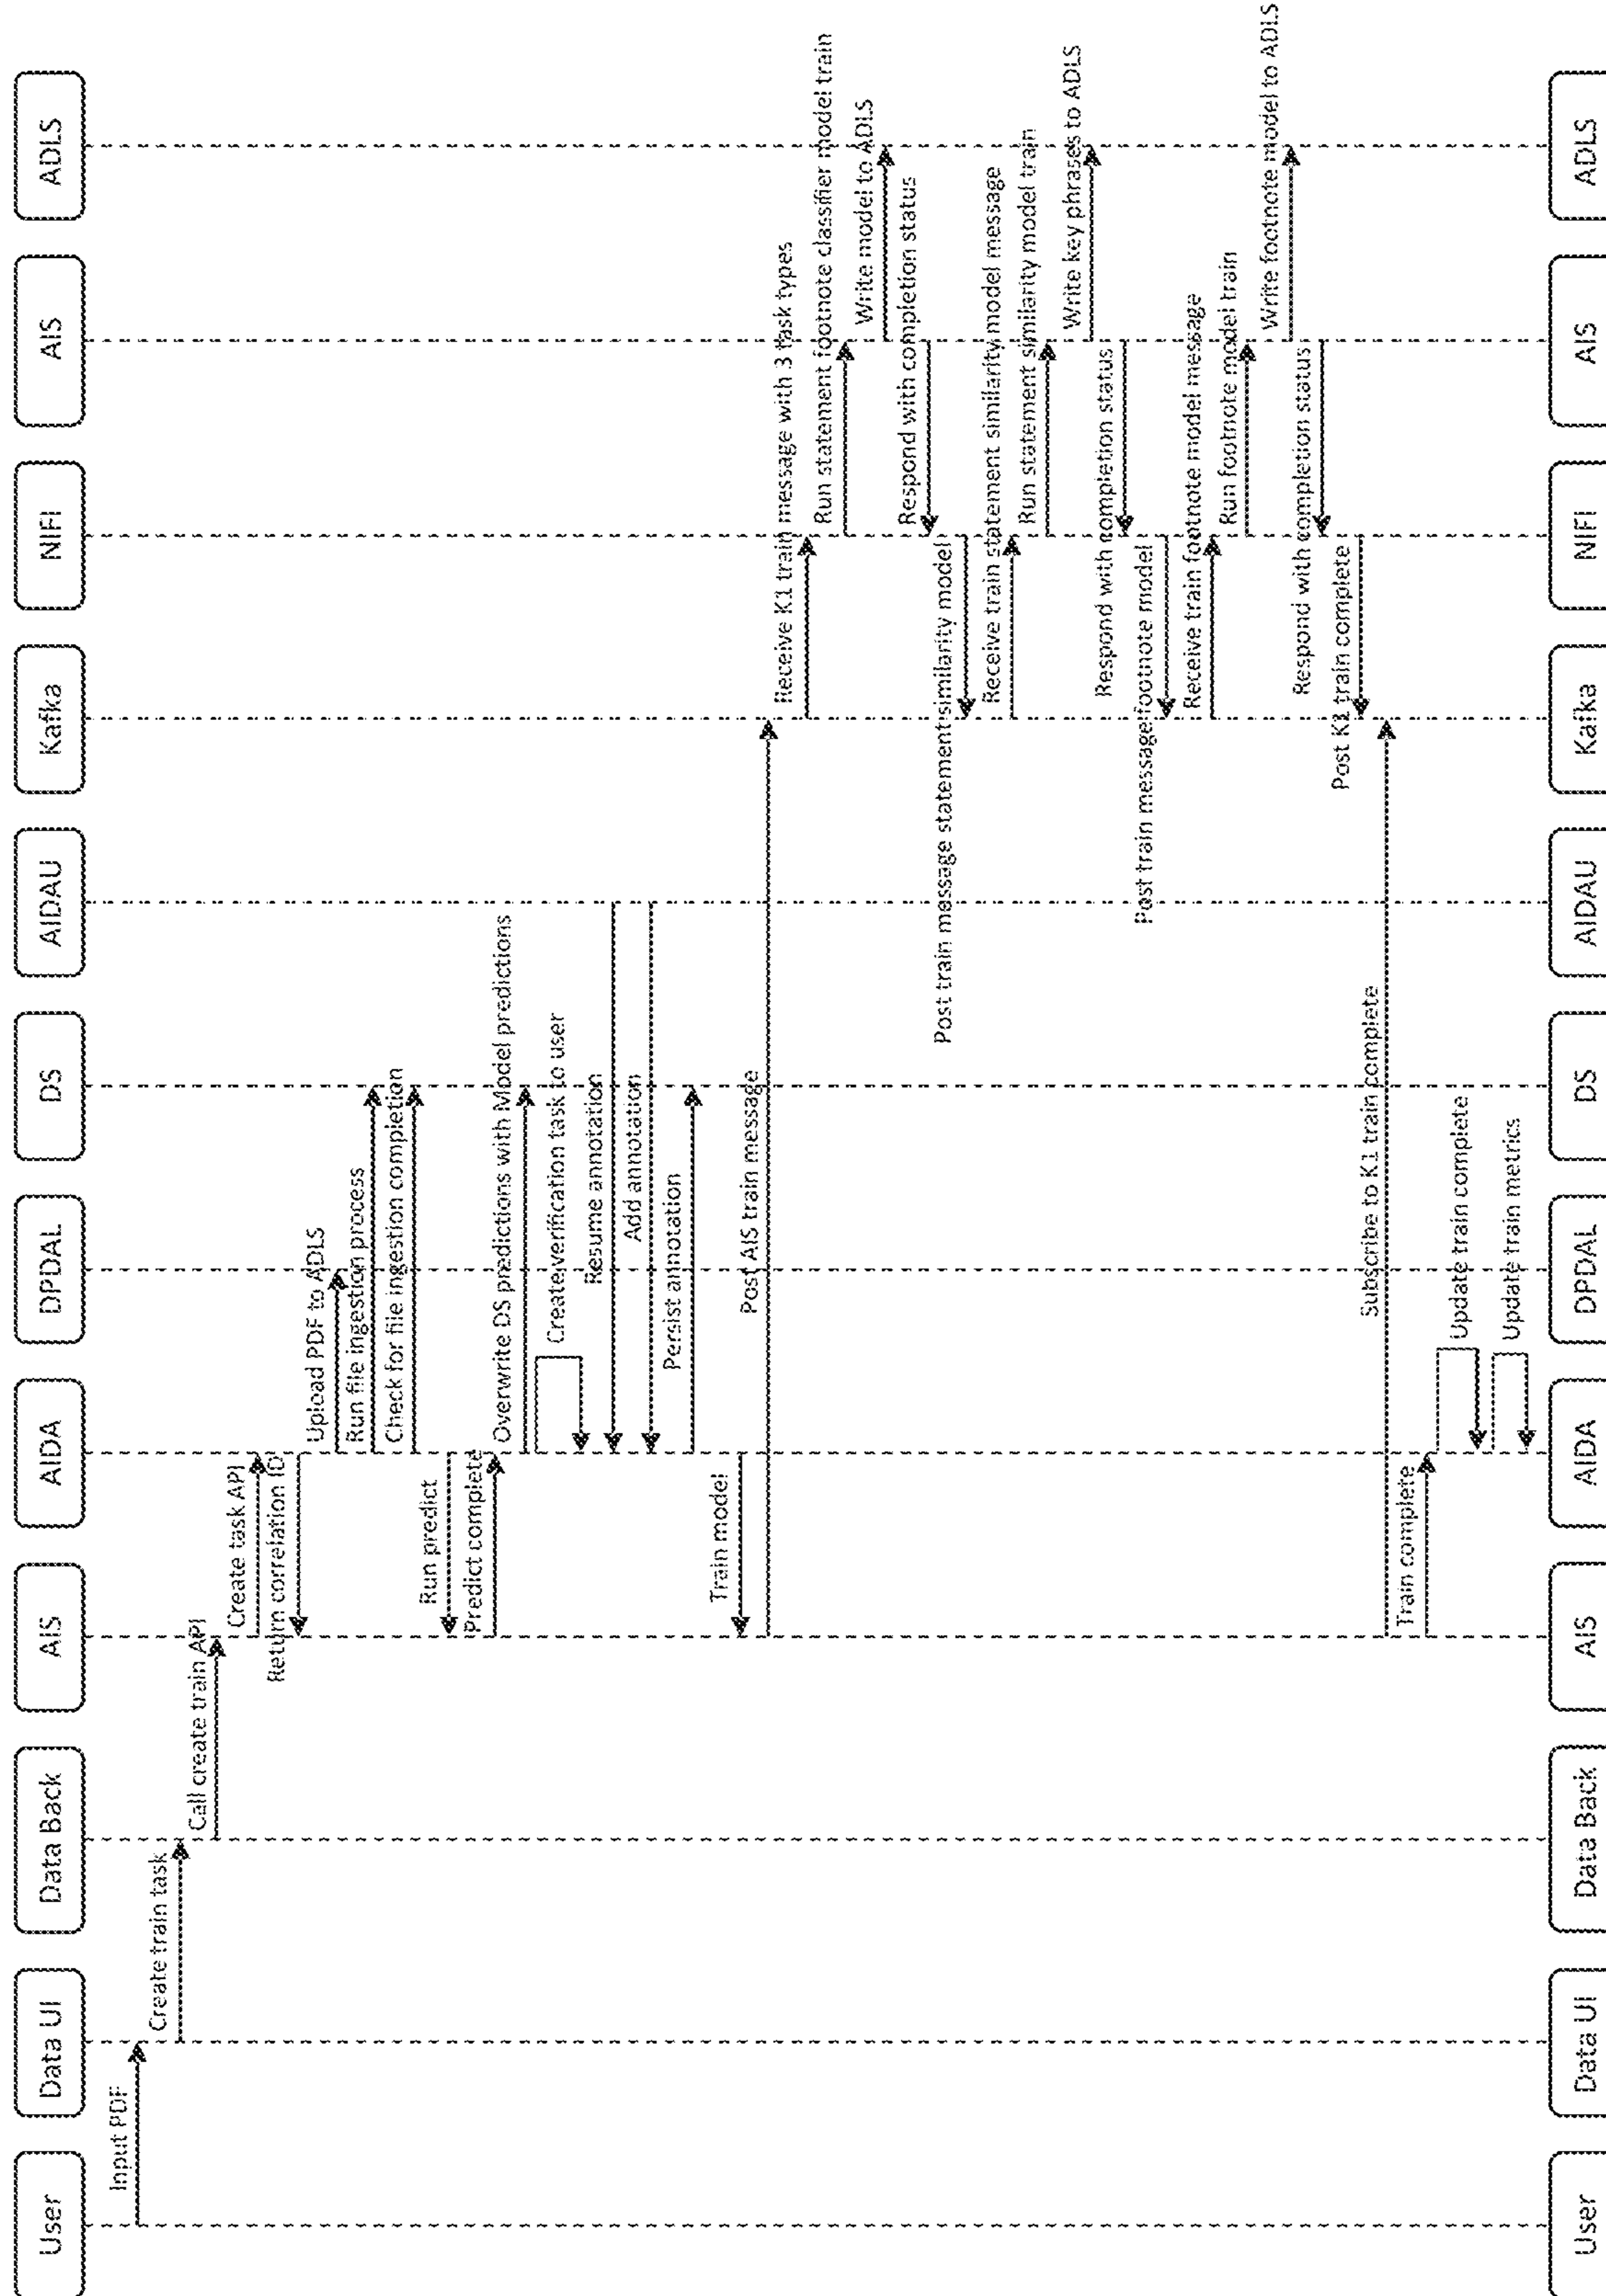 User
Data UI
Data Back
AIS
AIDA
DPDAL
DS
AIDAU
Kafka
NIFI
AIS
ADLS
Input PDF
Create train task
Call create train API
Create task API
Return correlation ID
Upload PDF to ADLS
Run file ingestion process
Check for file ingestion completion
Run predict
Predict complete
Overwrite DS predictions with Model predictions
Create verification task to user
Resume annotation
Add annotation
Persist annotation
Train model
Post AIS train message
Receive K1 train message with 3 task types
Run statement footnote classifier model train
Write model to ADLS
Respond with completion status
Post train message statement similarity model
Receive train statement similarity model message
Run statement similarity model train
Write key phrases to ADLS
Respond with completion status
Post train message footnote model
Receive train footnote model message
Run footnote model train
Write footnote model to ADLS
Respond with completion status
Post K1 train complete
Subscribe to K1 train complete
Train complete
Update train complete
Update train metrics
User
Data UI
Data Back
AIS
AIDA
DPDAL
DS
AIDAU
Kafka
NIFI
AIS
ADLS